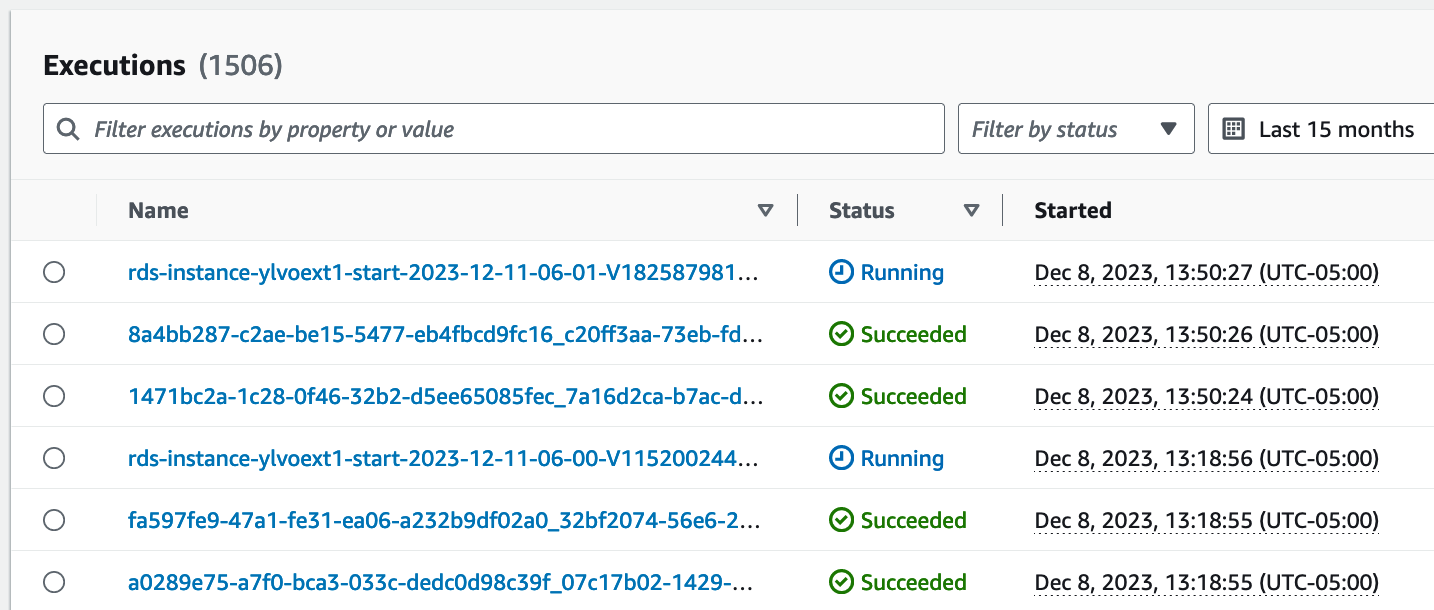 Executions (1506)
Filter executions by property or value
Filter by status
Last 15 months
Name Status Started
rds-instance-ylvoext1-start-2023-12-11-06-01-V182587981... Running Dec 8, 2023, 13:50:27 (UTC-05:00)
8a4bb287-c2ae-be15-5477-eb4fbcd9fc16_c20ff3aa-73eb-fd... Succeeded Dec 8, 2023, 13:50:26 (UTC-05:00)
1471bc2a-1c28-0f46-32b2-d5ee65085fec_7a16d2ca-b7ac-d... Succeeded Dec 8, 2023, 13:50:24 (UTC-05:00)
rds-instance-ylvoext1-start-2023-12-11-06-00-V115200244... Running Dec 8, 2023, 13:18:56 (UTC-05:00)
fa597fe9-47a1-fe31-ea06-a232b9df02a0_32bf2074-56e6-2... Succeeded Dec 8, 2023, 13:18:55 (UTC-05:00)
a0289e75-a7f0-bca3-033c-dedc0d98c39f_07c17b02-1429-... Succeeded Dec 8, 2023, 13:18:55 (UTC-05:00)